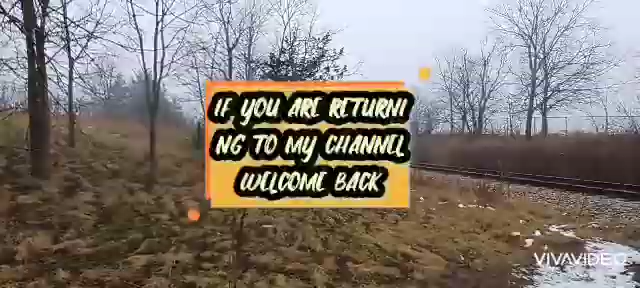 IF YOU ARE RETURNI
NG TO MY CHANNEL
WELCOME BACK
VIVAVIDEO